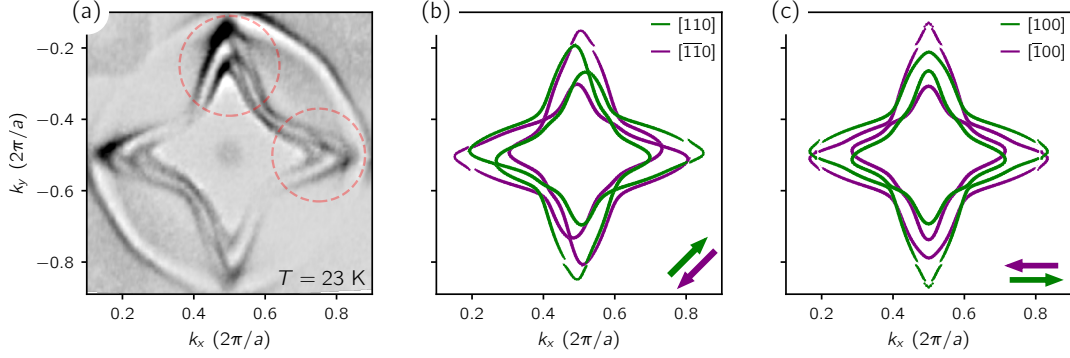 (a)
(b)
(c)
[110]
[1̅1̅0]
[100]
[1̅00]
−0.2
−0.4
−0.6
−0.8
k_y (2π/a)
T = 23 K
0.2 0.4 0.6 0.8
0.2 0.4 0.6 0.8
0.2 0.4 0.6 0.8
k_x (2π/a)
k_x (2π/a)
k_x (2π/a)